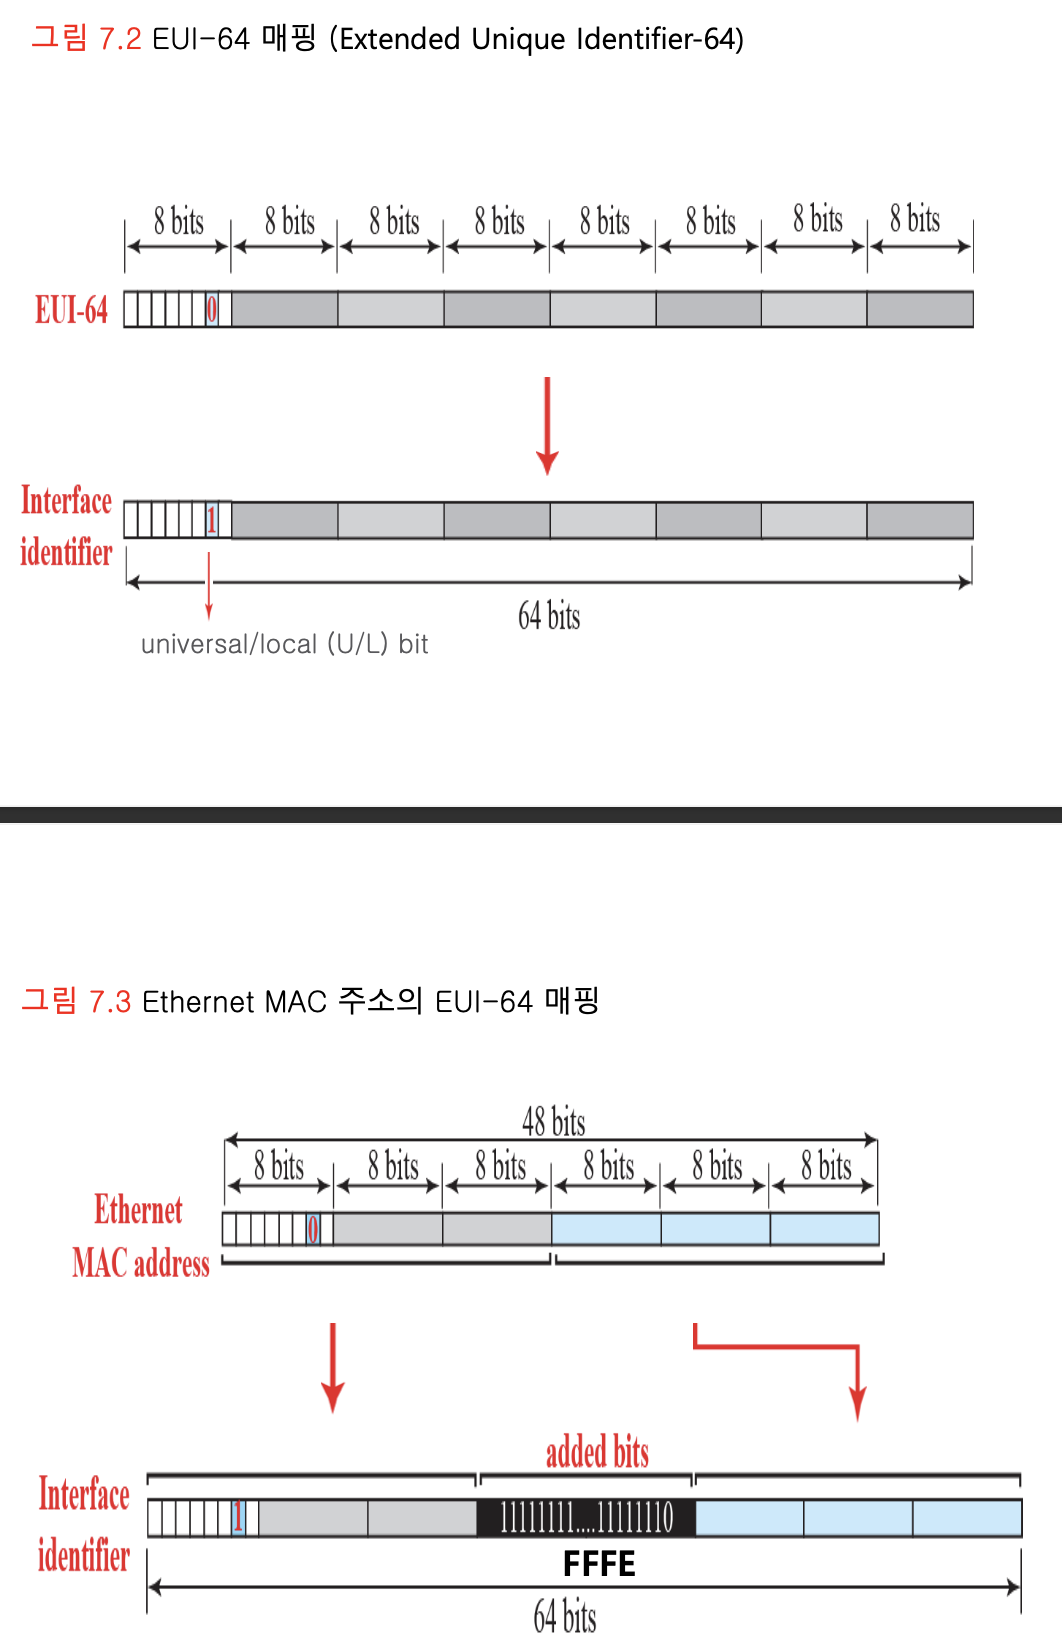 그림 7.2 EUI-64 매핑 (Extended Unique Identifier-64)
8 bits 8 bits 8 bits 8 bits 8 bits 8 bits 8 bits 8 bits
EUI-64 0
Interface
identifier
1
64 bits
universal/local (U/L) bit
그림 7.3 Ethernet MAC 주소의 EUI-64 매핑
48 bits
8 bits 8 bits 8 bits 8 bits 8 bits 8 bits
Ethernet
MAC address
0
added bits
Interface
identifier
1 11111111....11111110
FFFE
64 bits